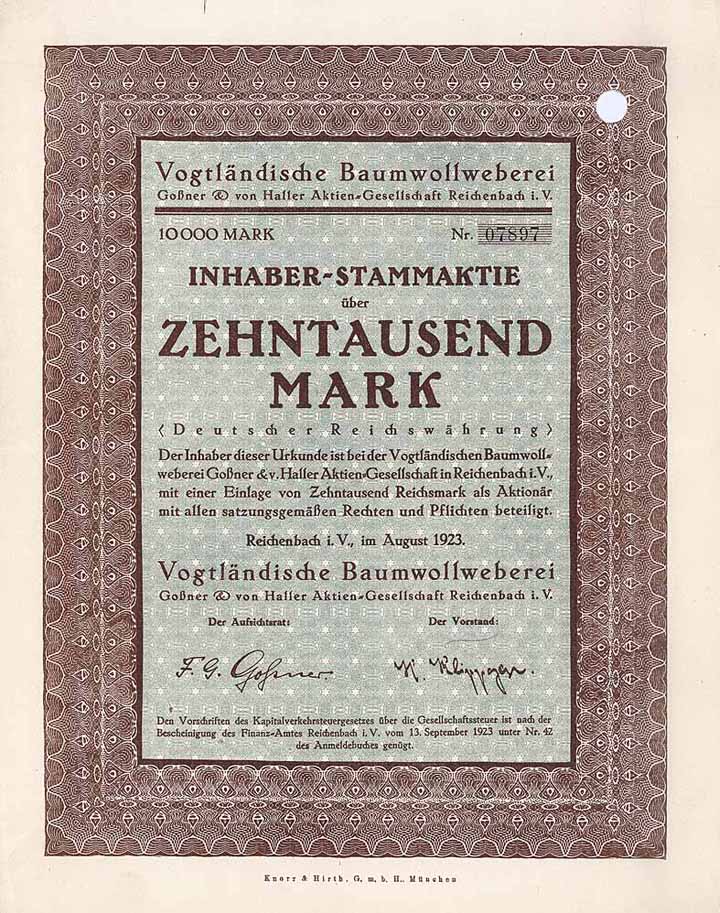 Vogtländische Baumwollweberei
Goßner & von Haller Aktien=Gesellschaft Reichenbach i. V.
10000 MARK Nr. 07897
INHABER-STAMMAKTIE
über
ZEHNTAUSEND
MARK
(Deutscher Reichswährung)
Der Inhaber dieser Urkunde ist bei der Vogtländischen Baumwoll=
weberei Goßner & v. Haller Aktien=Gesellschaft in Reichenbach i. V.,
mit einer Einlage von Zehntausend Reichsmark als Aktionär
mit allen satzungsgemäßen Rechten und Pflichten beteiligt.
Reichenbach i. V., im August 1923.
Vogtländische Baumwollweberei
Goßner & von Haller Aktien=Gesellschaft Reichenbach i. V.
Der Aufsichtsrat: Der Vorstand:
F. G. Goßner
Den Vorschriften des Kapitalverkehrsteuergesetzes über die Gesellschaftssteuer ist nach der
Bescheinigung des Finanz-Amtes Reichenbach i. V. vom 13. September 1923 unter Nr. 42
des Anmeldebuches genügt.
Knorr & Hirth, G. m. b. H., München